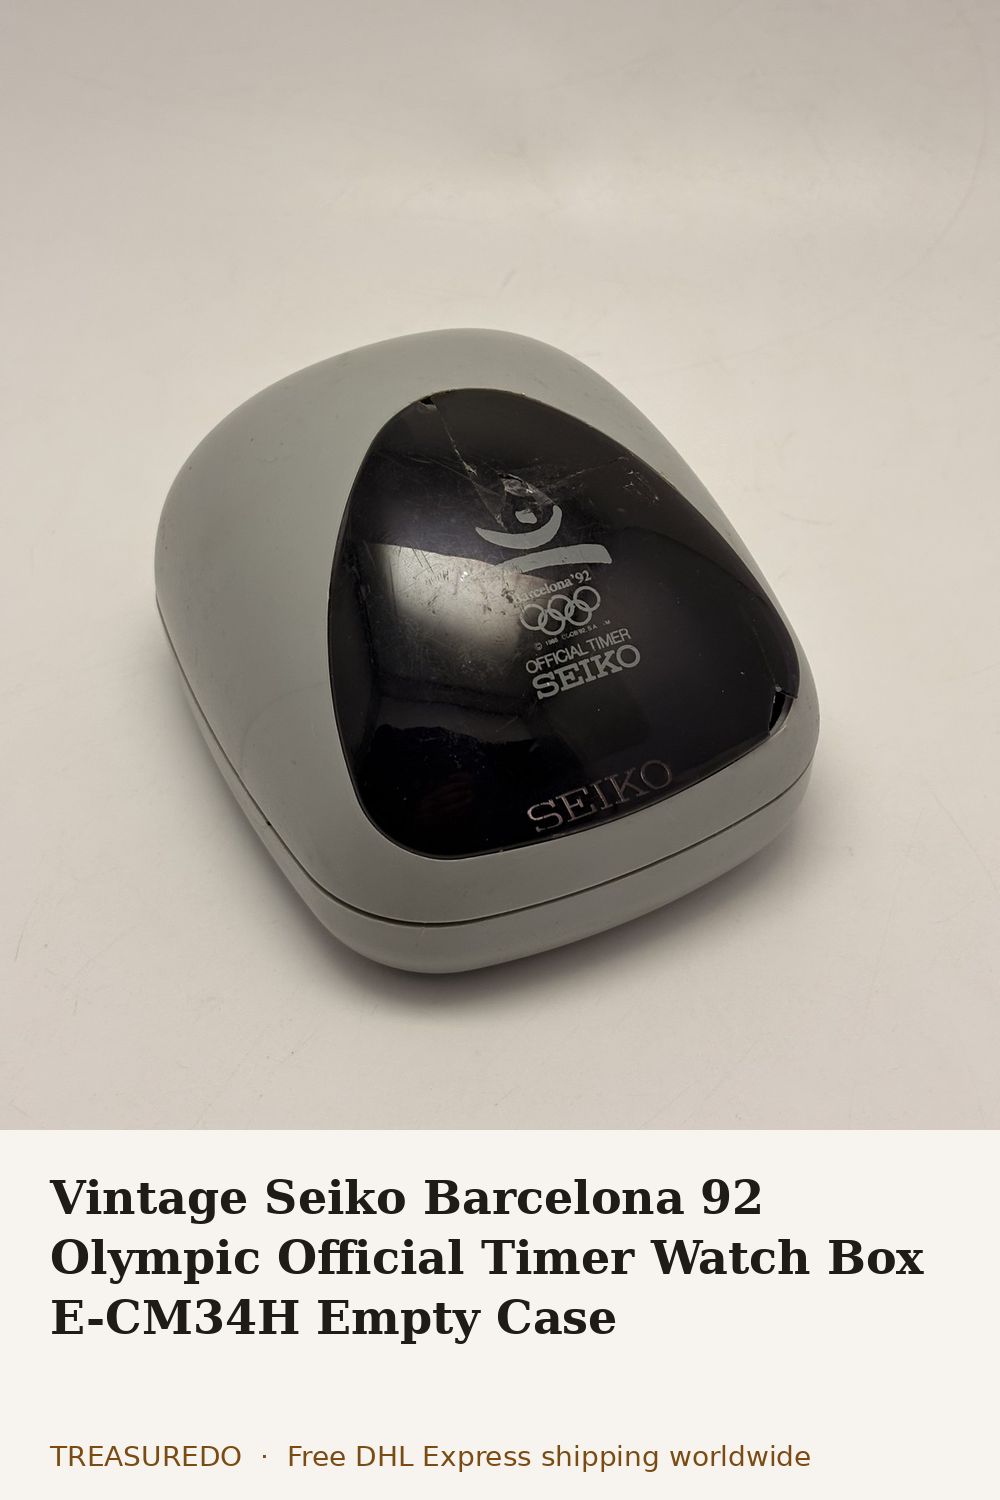 Barcelona'92
OFFICIAL TIMER
SEIKO
SEIKO
Vintage Seiko Barcelona 92
Olympic Official Timer Watch Box
E-CM34H Empty Case
TREASUREDO · Free DHL Express shipping worldwide